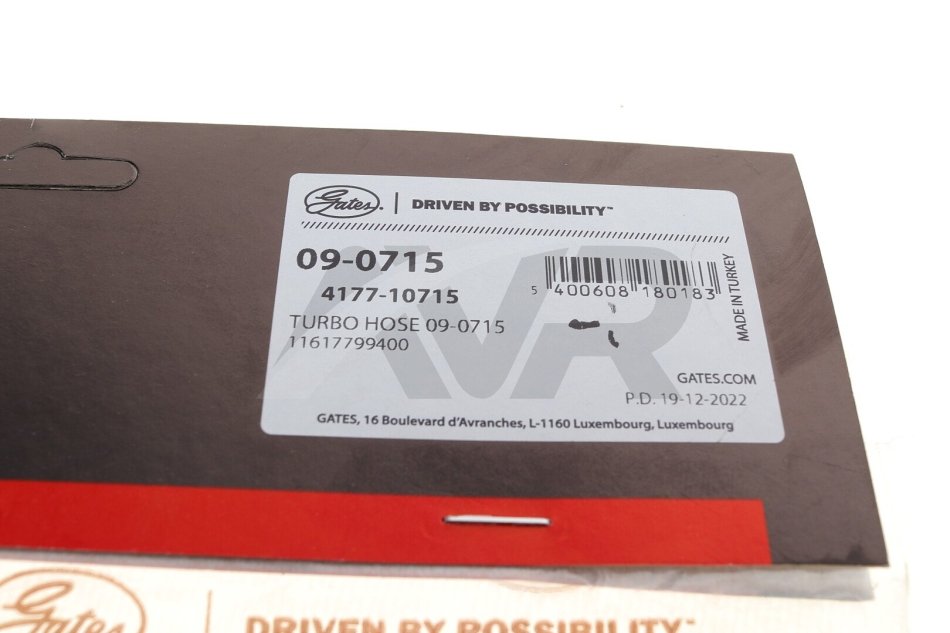 Gates. | DRIVEN BY POSSIBILITY™
09-0715
4177-10715
TURBO HOSE 09-0715
11617799400
5 400608 180183
MADE IN TURKEY
AVR
GATES.COM
P.D. 19-12-2022
GATES, 16 Boulevard d'Avranches, L-1160 Luxembourg, Luxembourg
Gates | DRIVEN BY POSSIBILITY™